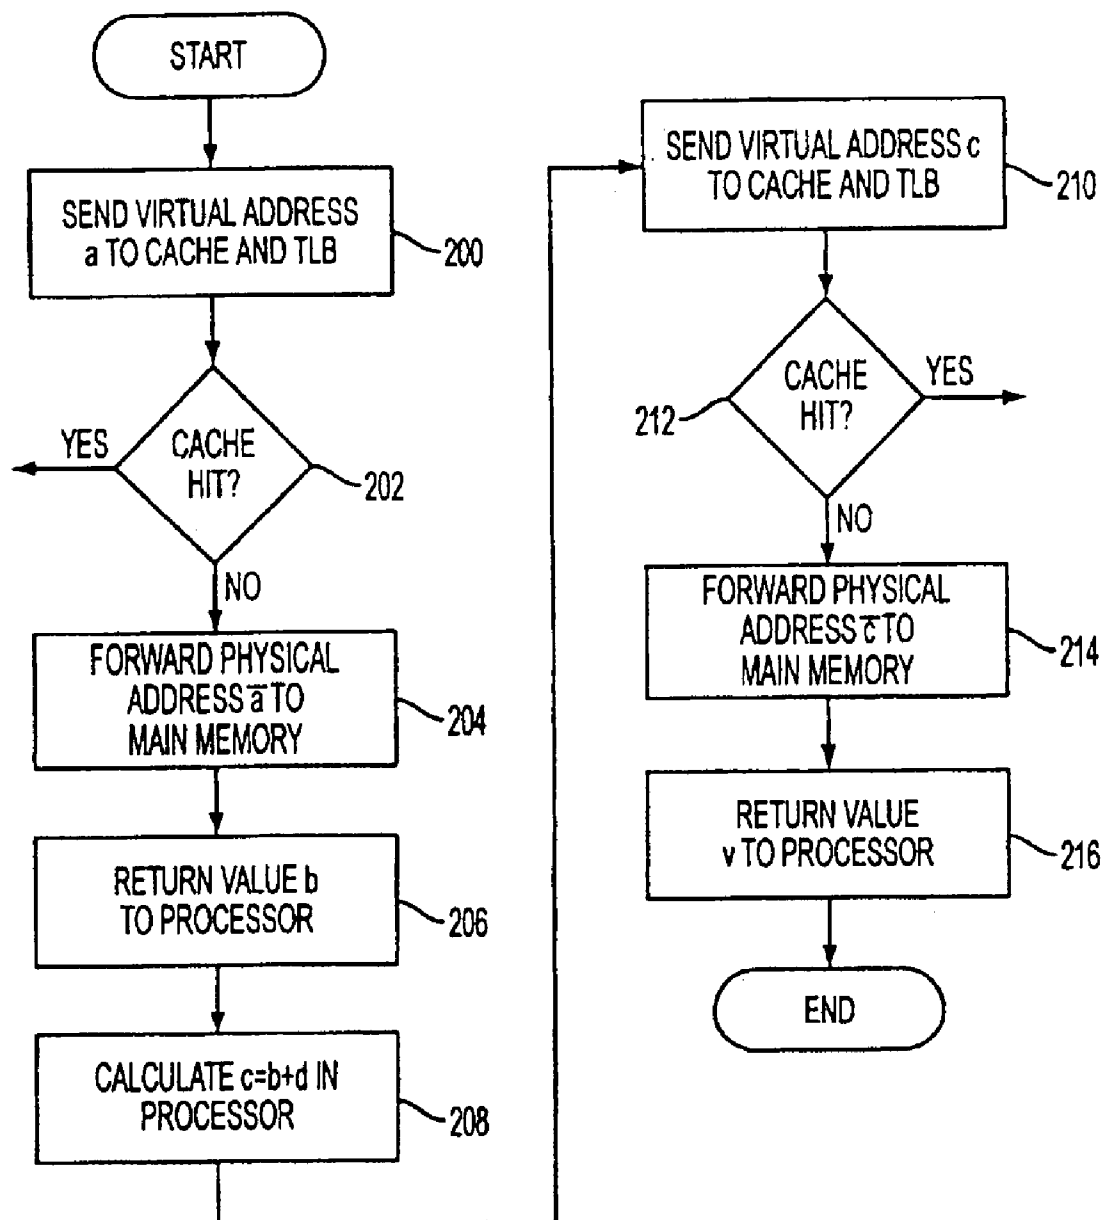 START
SEND VIRTUAL ADDRESS
a TO CACHE AND TLB
200
CACHE
HIT?
YES
202
NO
FORWARD PHYSICAL
ADDRESS a̅ TO
MAIN MEMORY
204
RETURN VALUE b
TO PROCESSOR
206
CALCULATE c=b+d IN
PROCESSOR
208
SEND VIRTUAL ADDRESS c
TO CACHE AND TLB
210
CACHE
HIT?
YES
212
NO
FORWARD PHYSICAL
ADDRESS c̅ TO
MAIN MEMORY
214
RETURN VALUE
v TO PROCESSOR
216
END